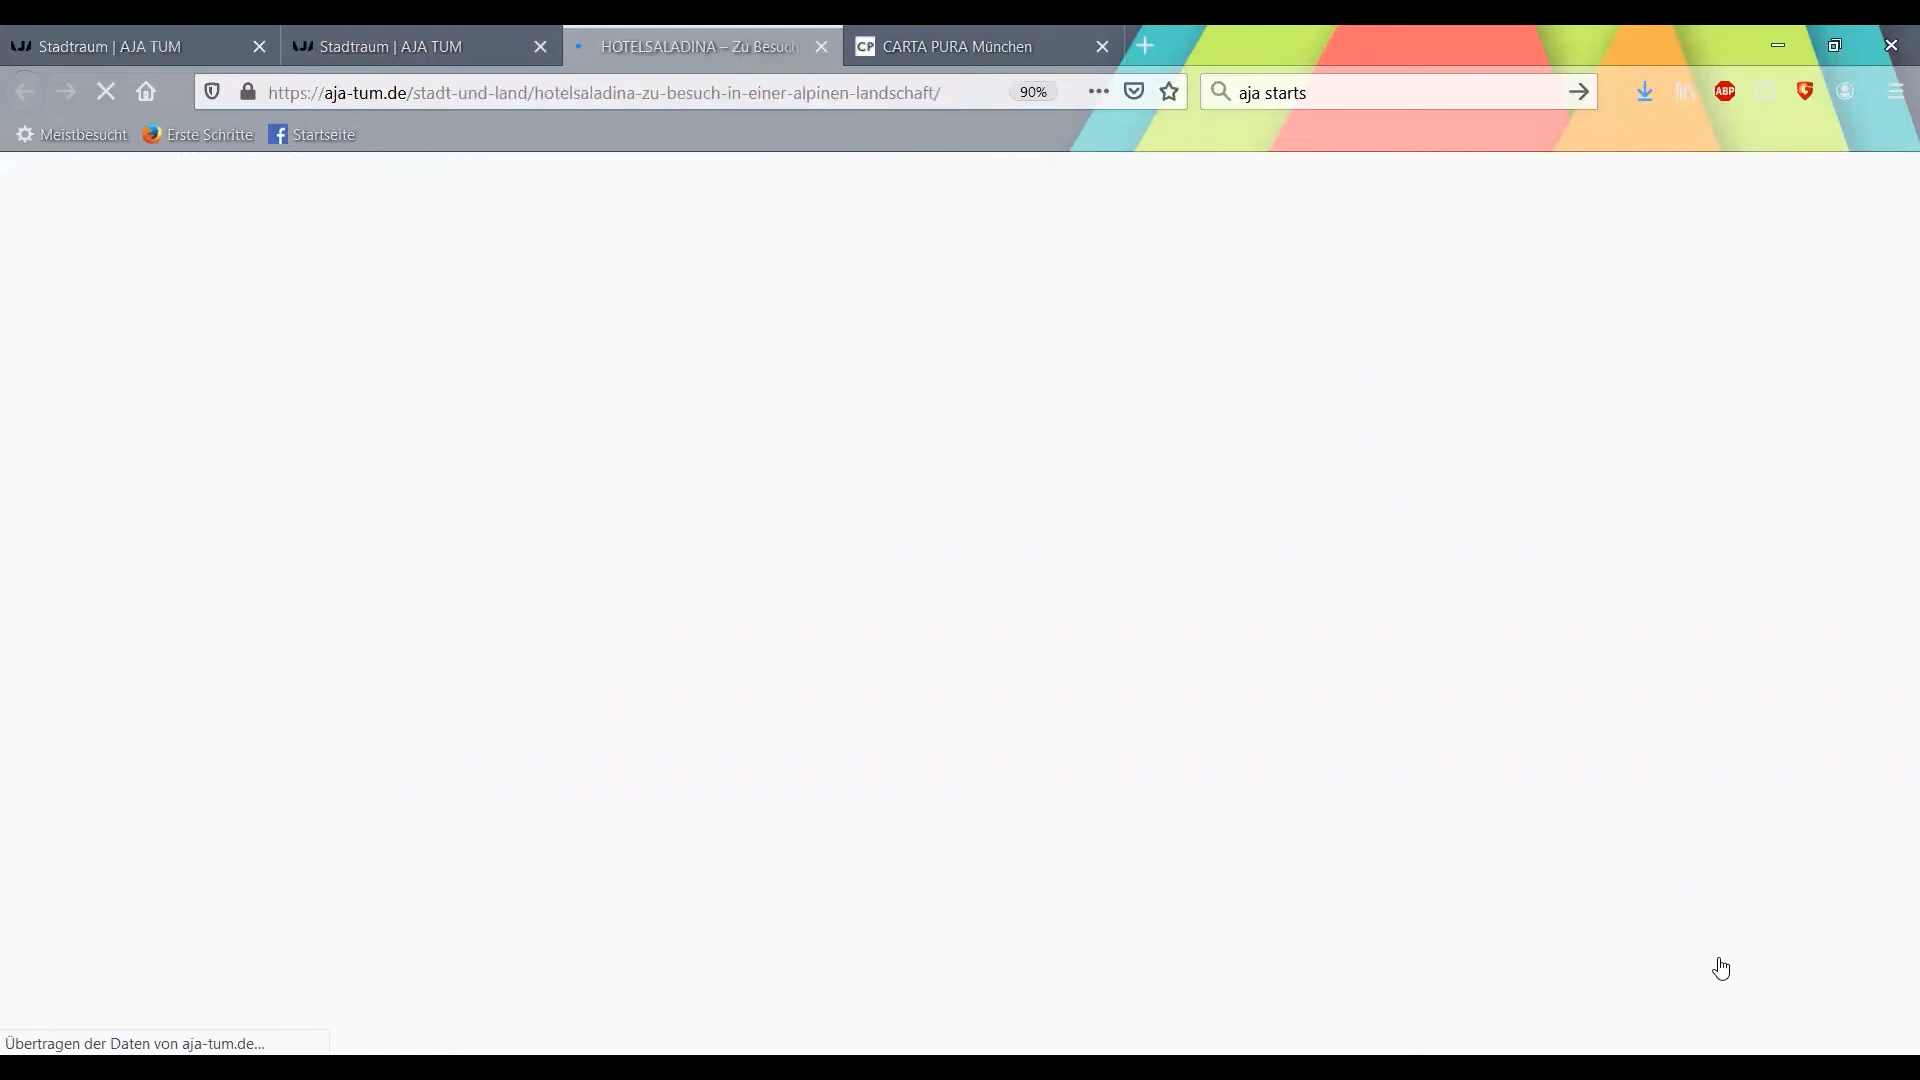 Stadtraum | AJA TUM
Stadtraum | AJA TUM
HOTELSALADINA – Zu Besuch
CP CARTA PURA München
https://aja-tum.de/stadt-und-land/hotelsaladina-zu-besuch-in-einer-alpinen-landschaft/
90%
aja starts
ABP
Meistbesucht
Erste Schritte
Startseite
Übertragen der Daten von aja-tum.de...